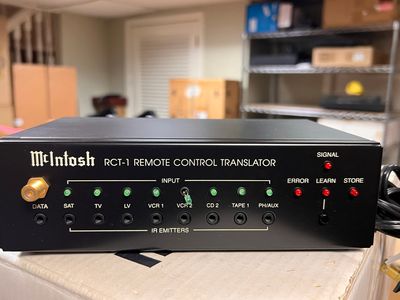 McIntosh RCT-1 REMOTE CONTROL TRANSLATOR
SIGNAL
INPUT
ERROR LEARN STORE
DATA SAT TV LV VCR 1 VCR 2 CD 2 TAPE 1 PH/AUX
IR EMITTERS